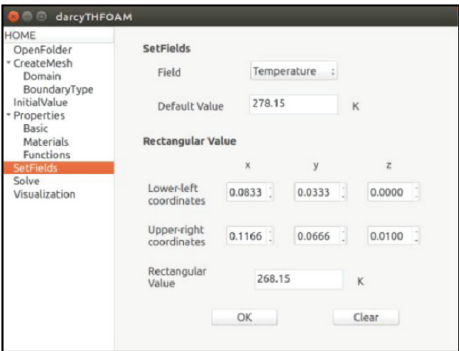 darcyTHFOAM
HOME
OpenFolder
CreateMesh
Domain
BoundaryType
InitialValue
Properties
Basic
Materials
Functions
SetFields
Solve
Visualization
SetFields
Field Temperature
Default Value 278.15 K
Rectangular Value
x y z
Lower-left
coordinates 0.0833 0.0333 0.0000
Upper-right
coordinates 0.1166 0.0666 0.0100
Rectangular
Value 268.15 K
OK Clear